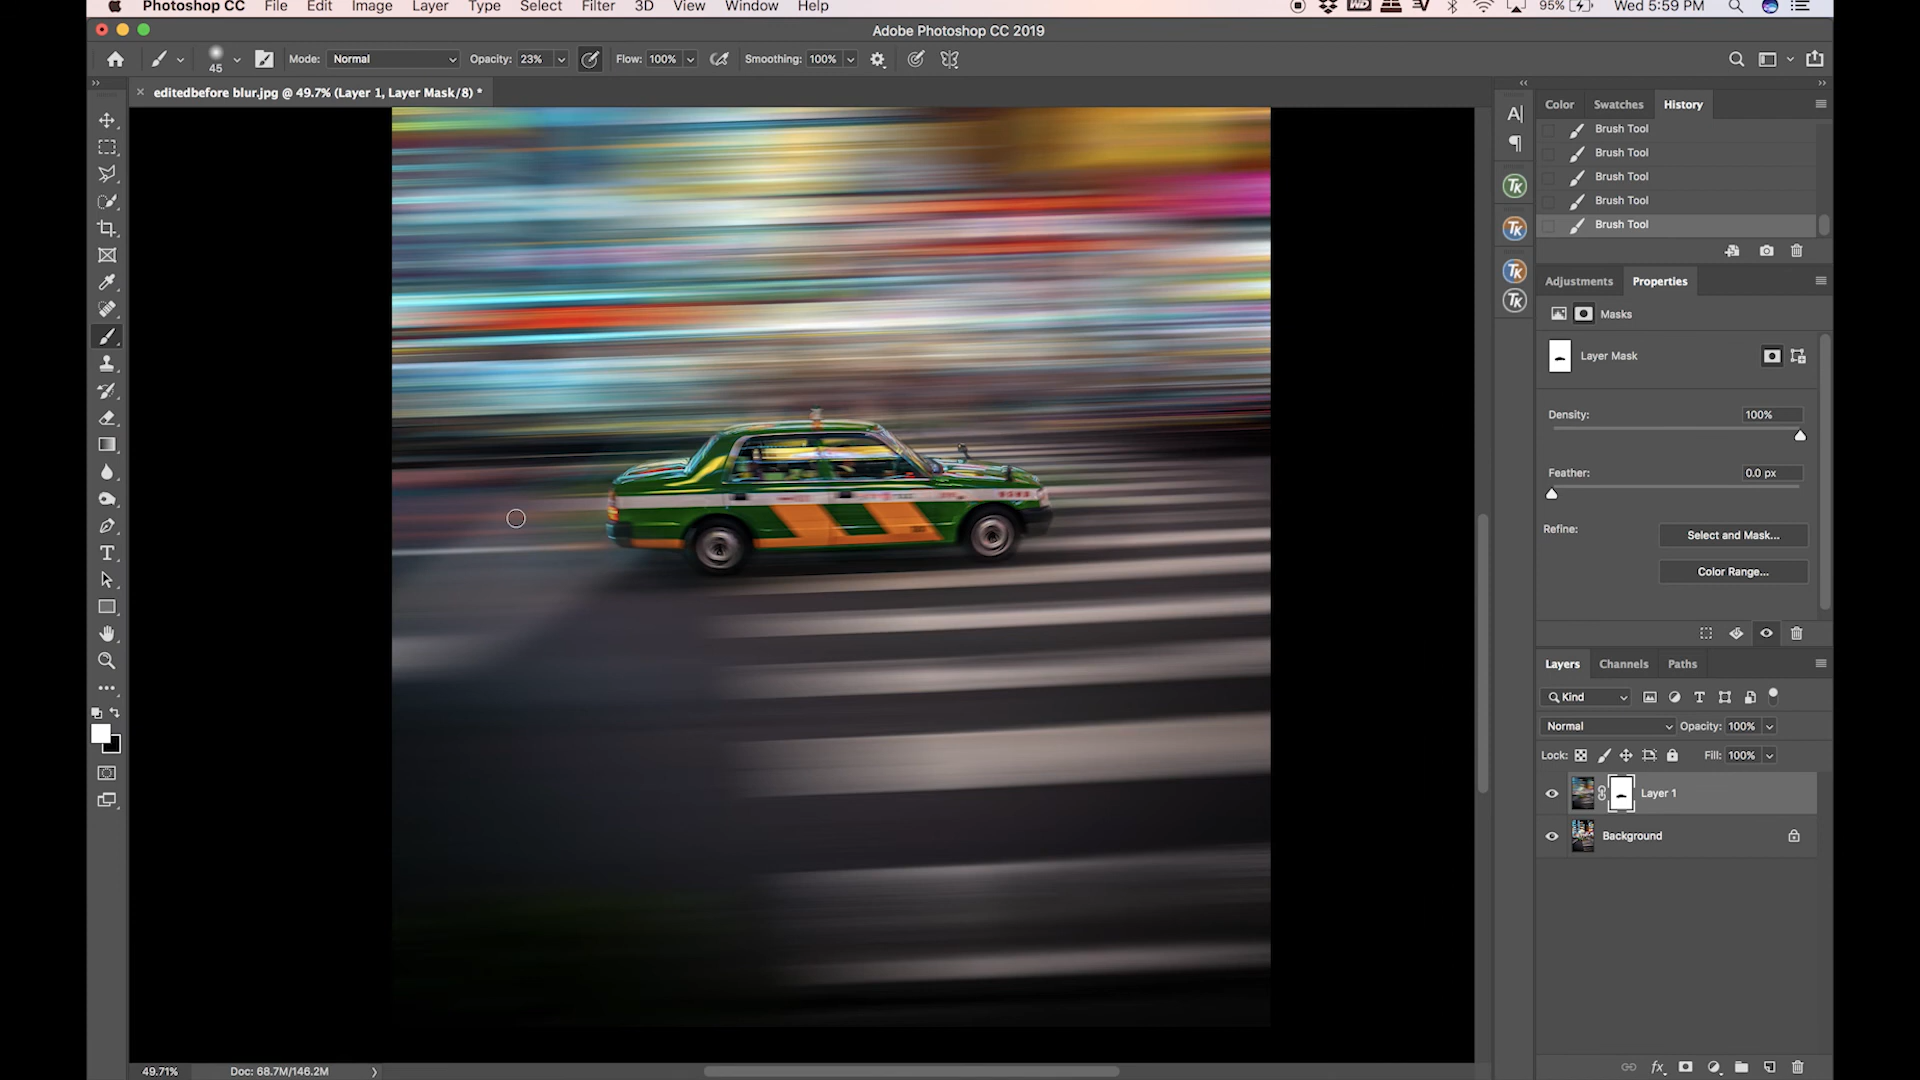 Photoshop CC File Edit Image Layer Type Select Filter 3D View Window Help 95% Wed 5:59 PM
Adobe Photoshop CC 2019
45 Mode: Normal Opacity: 23% Flow: 100% Smoothing: 100%
editedbefore blur.jpg @ 49.7% (Layer 1, Layer Mask/8) *
Color Swatches History
Brush Tool
Brush Tool
Brush Tool
Brush Tool
Brush Tool
TK
TK
TK
TK
Adjustments Properties
Masks
Layer Mask
Density: 100%
Feather: 0.0 px
Refine: Select and Mask...
Color Range...
Layers Channels Paths
Kind
Normal Opacity: 100%
Lock: Fill: 100%
Layer 1
Background
49.71% Doc: 68.7M/146.2M